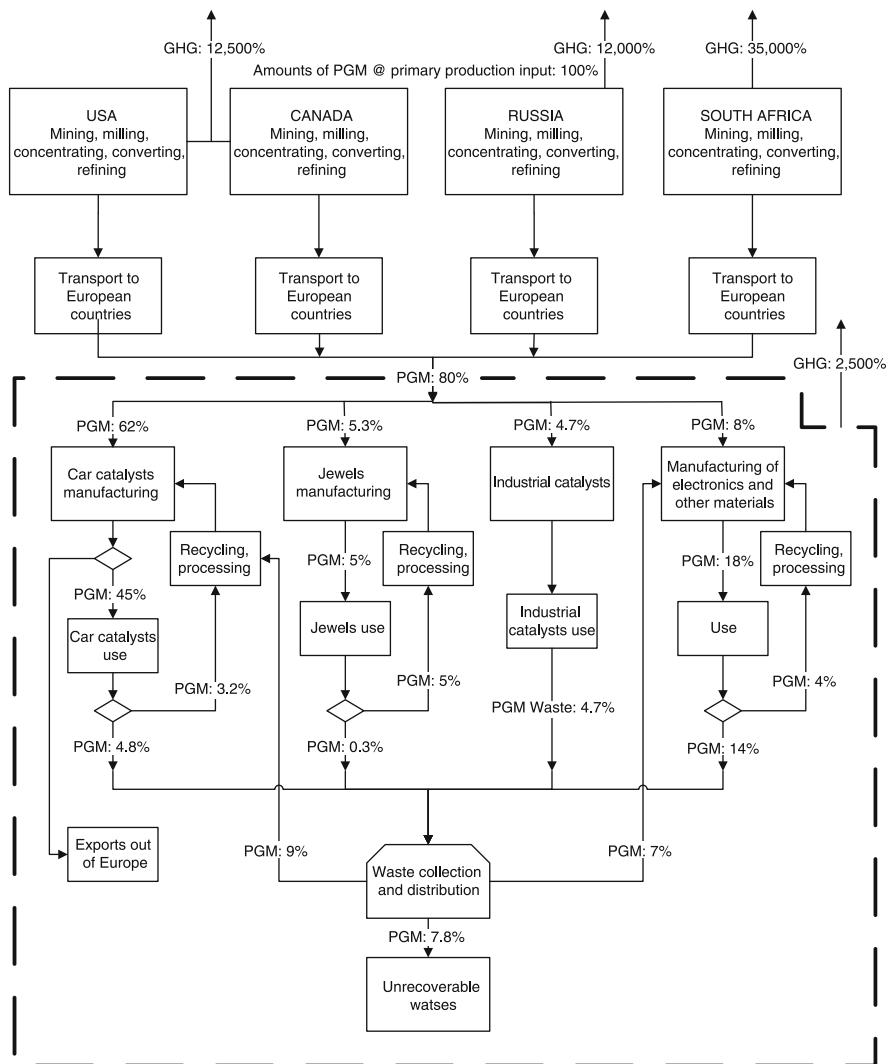 GHG: 12,500%
GHG: 12,000%
GHG: 35,000%
Amounts of PGM @ primary production input: 100%
USA
Mining, milling,
concentrating, converting,
refining
CANADA
Mining, milling,
concentrating, converting,
refining
RUSSIA
Mining, milling,
concentrating, converting,
refining
SOUTH AFRICA
Mining, milling,
concentrating, converting,
refining
Transport to
European
countries
Transport to
European
countries
Transport to
European
countries
Transport to
European
countries
GHG: 2,500%
PGM: 80%
PGM: 62%
PGM: 5.3%
PGM: 4.7%
PGM: 8%
Car catalysts
manufacturing
Jewels
manufacturing
Industrial catalysts
Manufacturing of
electronics and
other materials
Recycling,
processing
PGM: 5%
Recycling,
processing
PGM: 18%
Recycling,
processing
PGM: 45%
Car catalysts
use
Jewels use
Industrial
catalysts use
Use
PGM: 3.2%
PGM: 5%
PGM Waste: 4.7%
PGM: 4%
PGM: 4.8%
PGM: 0.3%
PGM: 14%
Exports out
of Europe
PGM: 9%
Waste collection
and distribution
PGM: 7%
PGM: 7.8%
Unrecoverable
watses